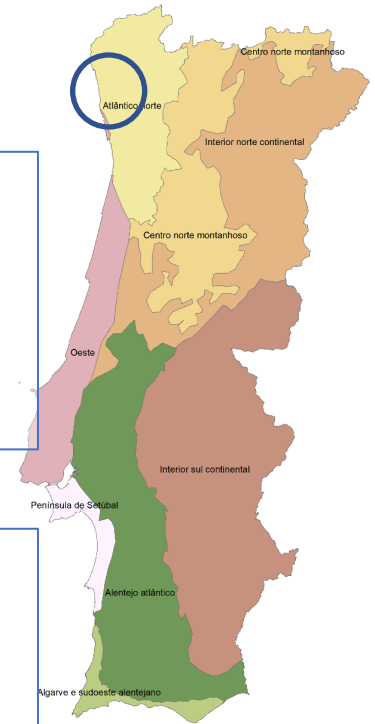 Centro norte montanhoso
Atlântico norte
Interior norte continental
Centro norte montanhoso
Oeste
Interior sul continental
Península de Setúbal
Alentejo atlântico
Algarve e sudoeste alentejano